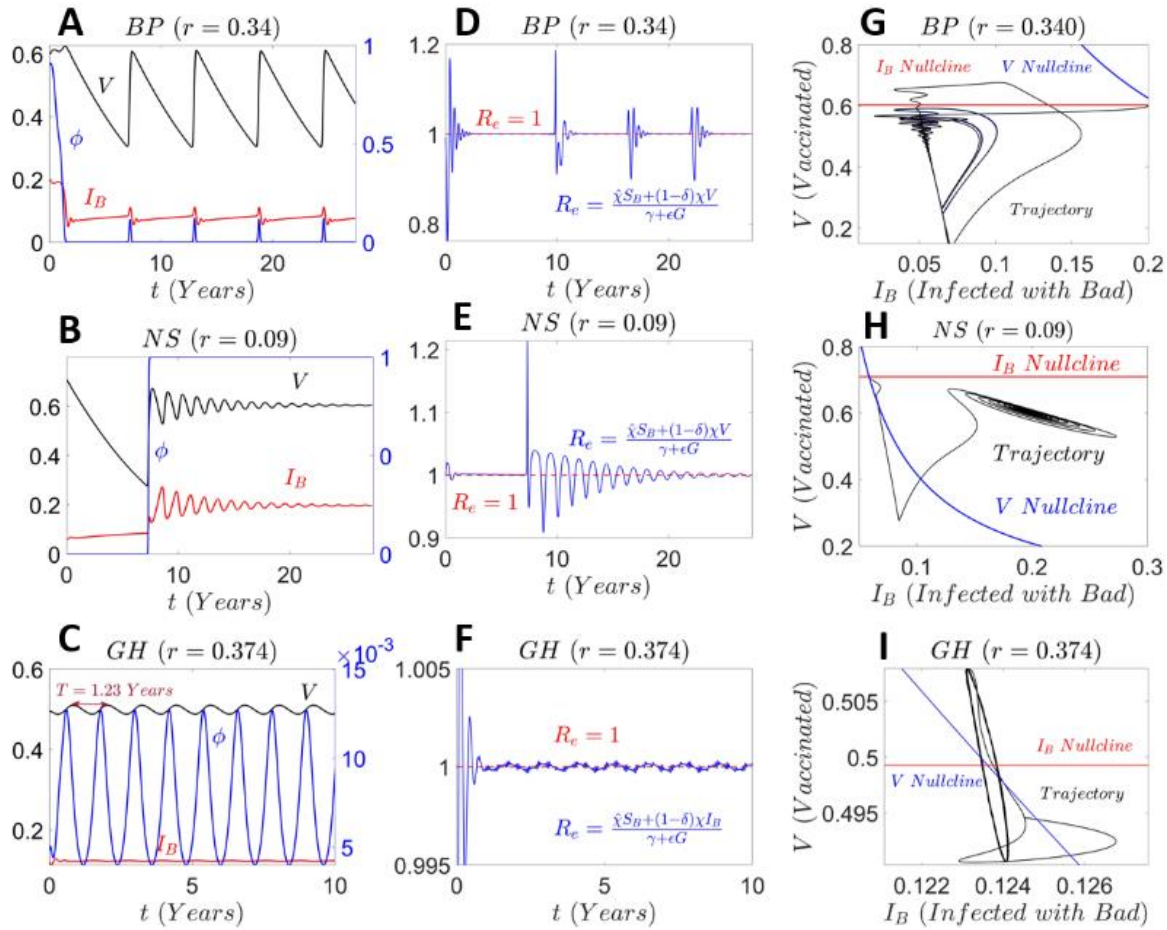 A
BP (r = 0.34)
0.6
0.4
0.2
0
1
0.5
0
V
ϕ
I_B
0
10
20
t (Years)
D
BP (r = 0.34)
1.2
1
0.8
R_e = 1
R_e = \frac{\hat{χ}S_B+(1−δ)χV}{γ+ϵG}
0
10
20
t (Years)
G
BP (r = 0.340)
0.8
0.6
0.4
0.2
V (Vaccinated)
I_B Nullcline
V Nullcline
Trajectory
0.05
0.1
0.15
0.2
I_B (Infected with Bad)
B
NS (r = 0.09)
0.6
0.4
0.2
0
1
0
0
V
ϕ
I_B
0
10
20
t (Years)
E
NS (r = 0.09)
1.2
1.1
1
0.9
R_e = \frac{\hat{χ}S_B+(1−δ)χV}{γ+ϵG}
R_e = 1
0
10
20
t (Years)
H
NS (r = 0.09)
0.8
0.6
0.4
0.2
V (Vaccinated)
I_B Nullcline
Trajectory
V Nullcline
0.1
0.2
0.3
I_B (Infected with Bad)
C
GH (r = 0.374)
×10^-3
0.6
0.4
0.2
15
10
5
T = 1.23 Years
V
ϕ
I_B
0
5
10
t (Years)
F
GH (r = 0.374)
1.005
1
0.995
R_e = 1
R_e = \frac{\hat{χ}S_B+(1−δ)χI_B}{γ+ϵG}
0
5
10
t (Years)
I
GH (r = 0.374)
0.505
0.5
0.495
V (Vaccinated)
I_B Nullcline
V Nullcline
Trajectory
0.122
0.124
0.126
I_B (Infected with Bad)